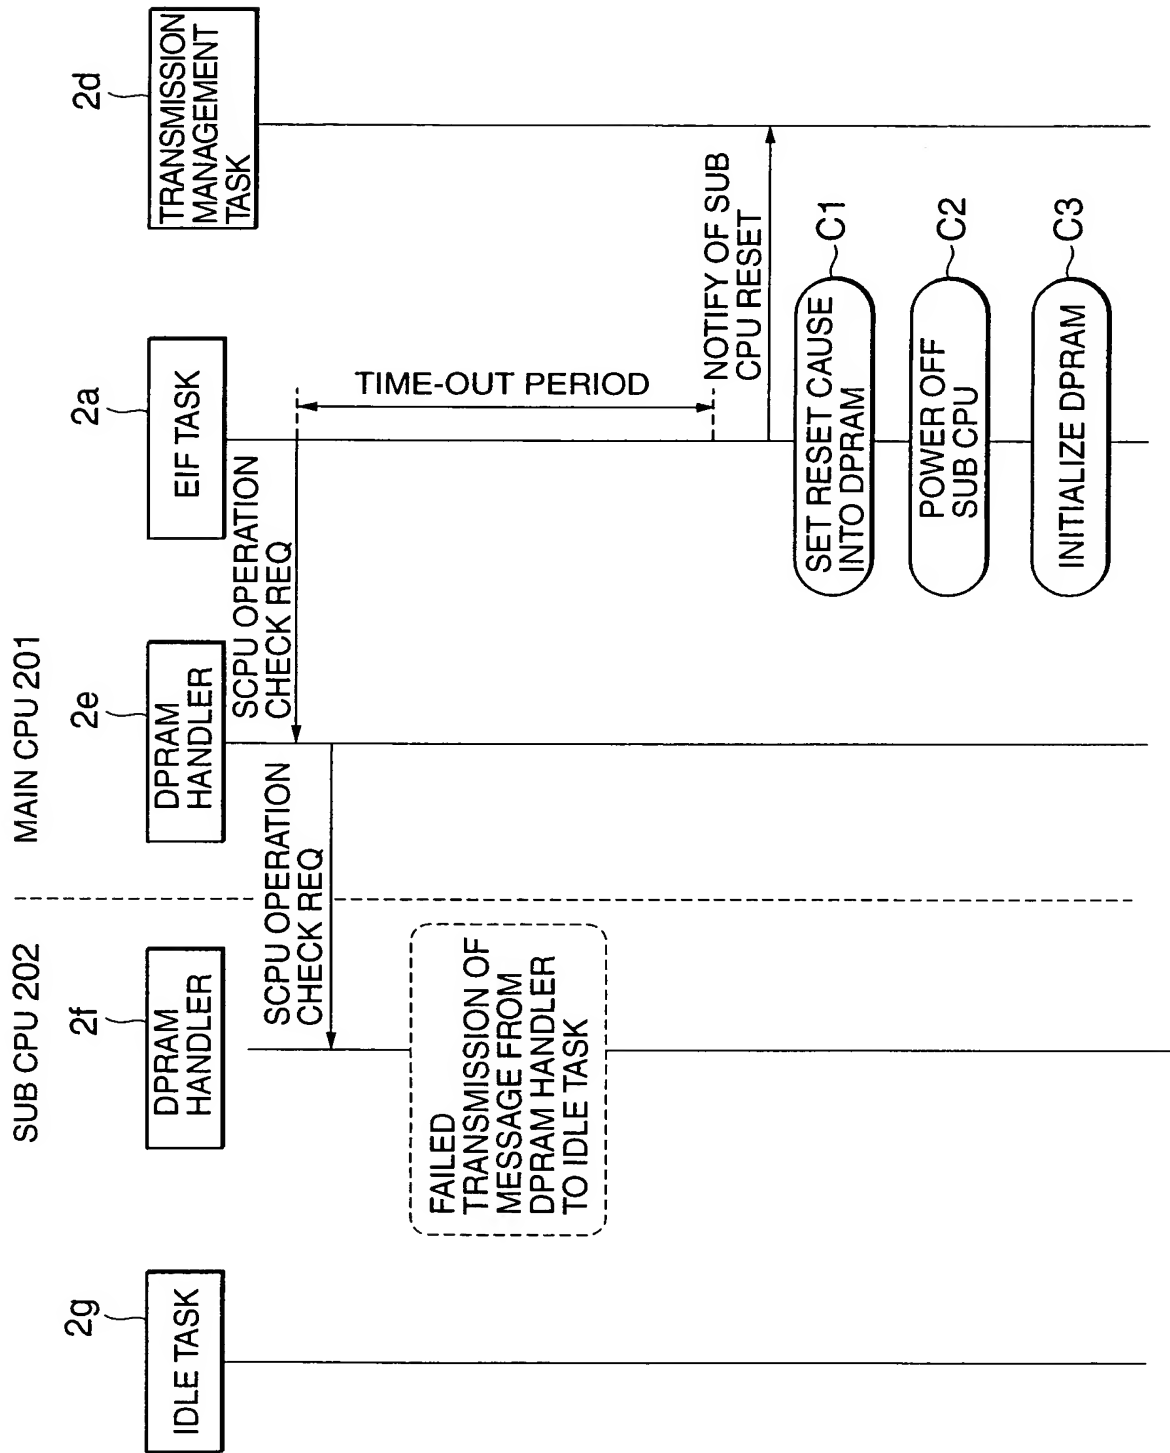 SUB CPU 202
MAIN CPU 201
2g
2f
2e
2a
2d
IDLE TASK
DPRAM
HANDLER
DPRAM
HANDLER
EIF TASK
TRANSMISSION
MANAGEMENT
TASK
SCPU OPERATION
CHECK REQ
SCPU OPERATION
CHECK REQ
TIME-OUT PERIOD
FAILED
TRANSMISSION OF
MESSAGE FROM
DPRAM HANDLER
TO IDLE TASK
NOTIFY OF SUB
CPU RESET
SET RESET CAUSE
INTO DPRAM
C1
POWER OFF
SUB CPU
C2
INITIALIZE DPRAM
C3